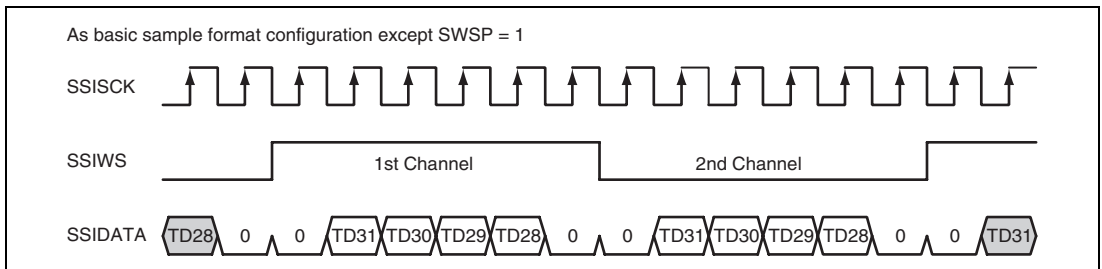 As basic sample format configuration except SWSP = 1
SSISCK
SSIWS 1st Channel 2nd Channel
SSIDATA TD28 0 0 TD31 TD30 TD29 TD28 0 0 TD31 TD30 TD29 TD28 0 0 TD31